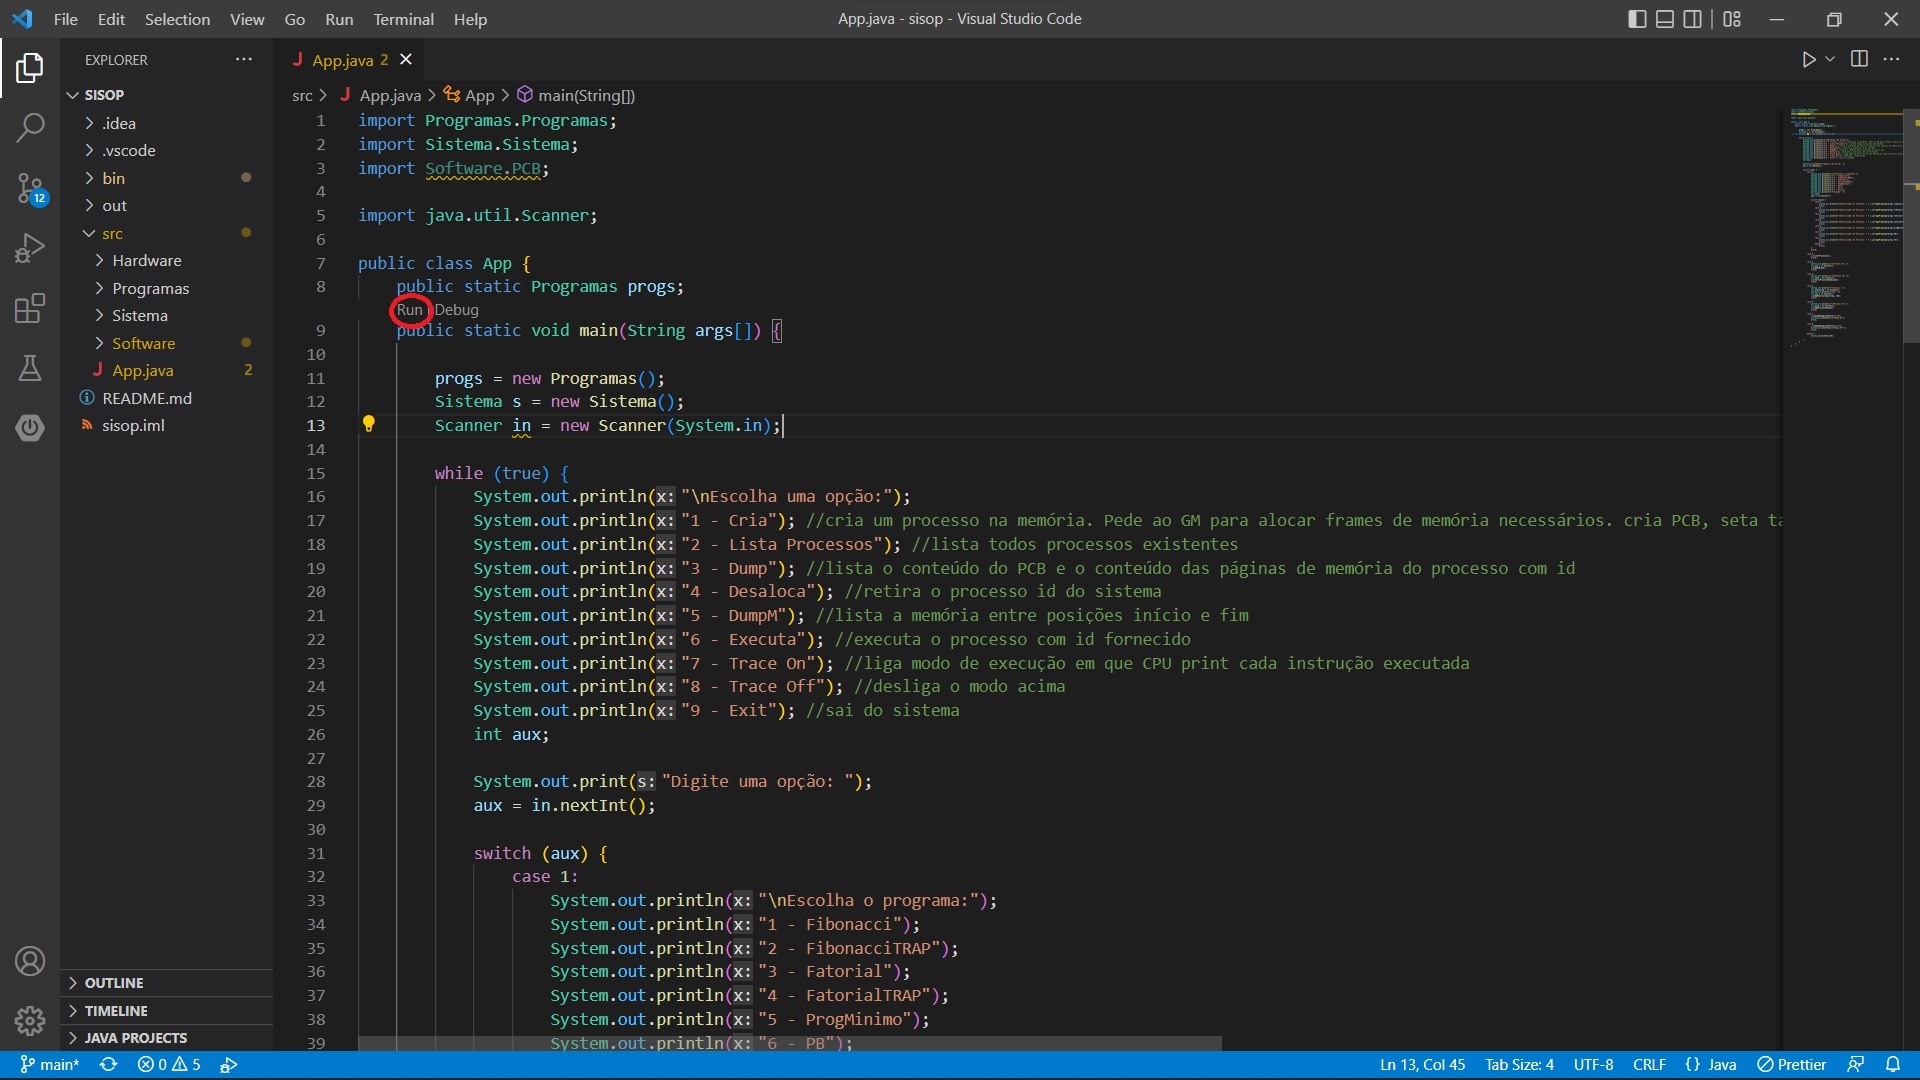 File Edit Selection View Go Run Terminal Help
App.java - sisop - Visual Studio Code
EXPLORER
SISOP
.idea
.vscode
bin
out
src
Hardware
Programas
Sistema
Software
App.java 2
README.md
sisop.iml
OUTLINE
TIMELINE
JAVA PROJECTS
12
App.java 2
src > App.java > App > main(String[])
1 import Programas.Programas;
2 import Sistema.Sistema;
3 import Software.PCB;
4
5 import java.util.Scanner;
6
7 public class App {
8 public static Programas progs;
Run | Debug
9 public static void main(String args[]) {
10
11 progs = new Programas();
12 Sistema s = new Sistema();
13 Scanner in = new Scanner(System.in);
14
15 while (true) {
16 System.out.println(x: "\nEscolha uma opção:");
17 System.out.println(x: "1 - Cria"); //cria um processo na memória. Pede ao GM para alocar frames de memória necessários. cria PCB, seta ta
18 System.out.println(x: "2 - Lista Processos"); //lista todos processos existentes
19 System.out.println(x: "3 - Dump"); //lista o conteúdo do PCB e o conteúdo das páginas de memória do processo com id
20 System.out.println(x: "4 - Desaloca"); //retira o processo id do sistema
21 System.out.println(x: "5 - DumpM"); //lista a memória entre posições início e fim
22 System.out.println(x: "6 - Executa"); //executa o processo com id fornecido
23 System.out.println(x: "7 - Trace On"); //liga modo de execução em que CPU print cada instrução executada
24 System.out.println(x: "8 - Trace Off"); //desliga o modo acima
25 System.out.println(x: "9 - Exit"); //sai do sistema
26 int aux;
27
28 System.out.print(s: "Digite uma opção: ");
29 aux = in.nextInt();
30
31 switch (aux) {
32 case 1:
33 System.out.println(x: "\nEscolha o programa:");
34 System.out.println(x: "1 - Fibonacci");
35 System.out.println(x: "2 - FibonacciTRAP");
36 System.out.println(x: "3 - Fatorial");
37 System.out.println(x: "4 - FatorialTRAP");
38 System.out.println(x: "5 - ProgMinimo");
39 System.out.println(x: "6 - PB");
main* 0 5 Ln 13, Col 45 Tab Size: 4 UTF-8 CRLF {} Java Prettier